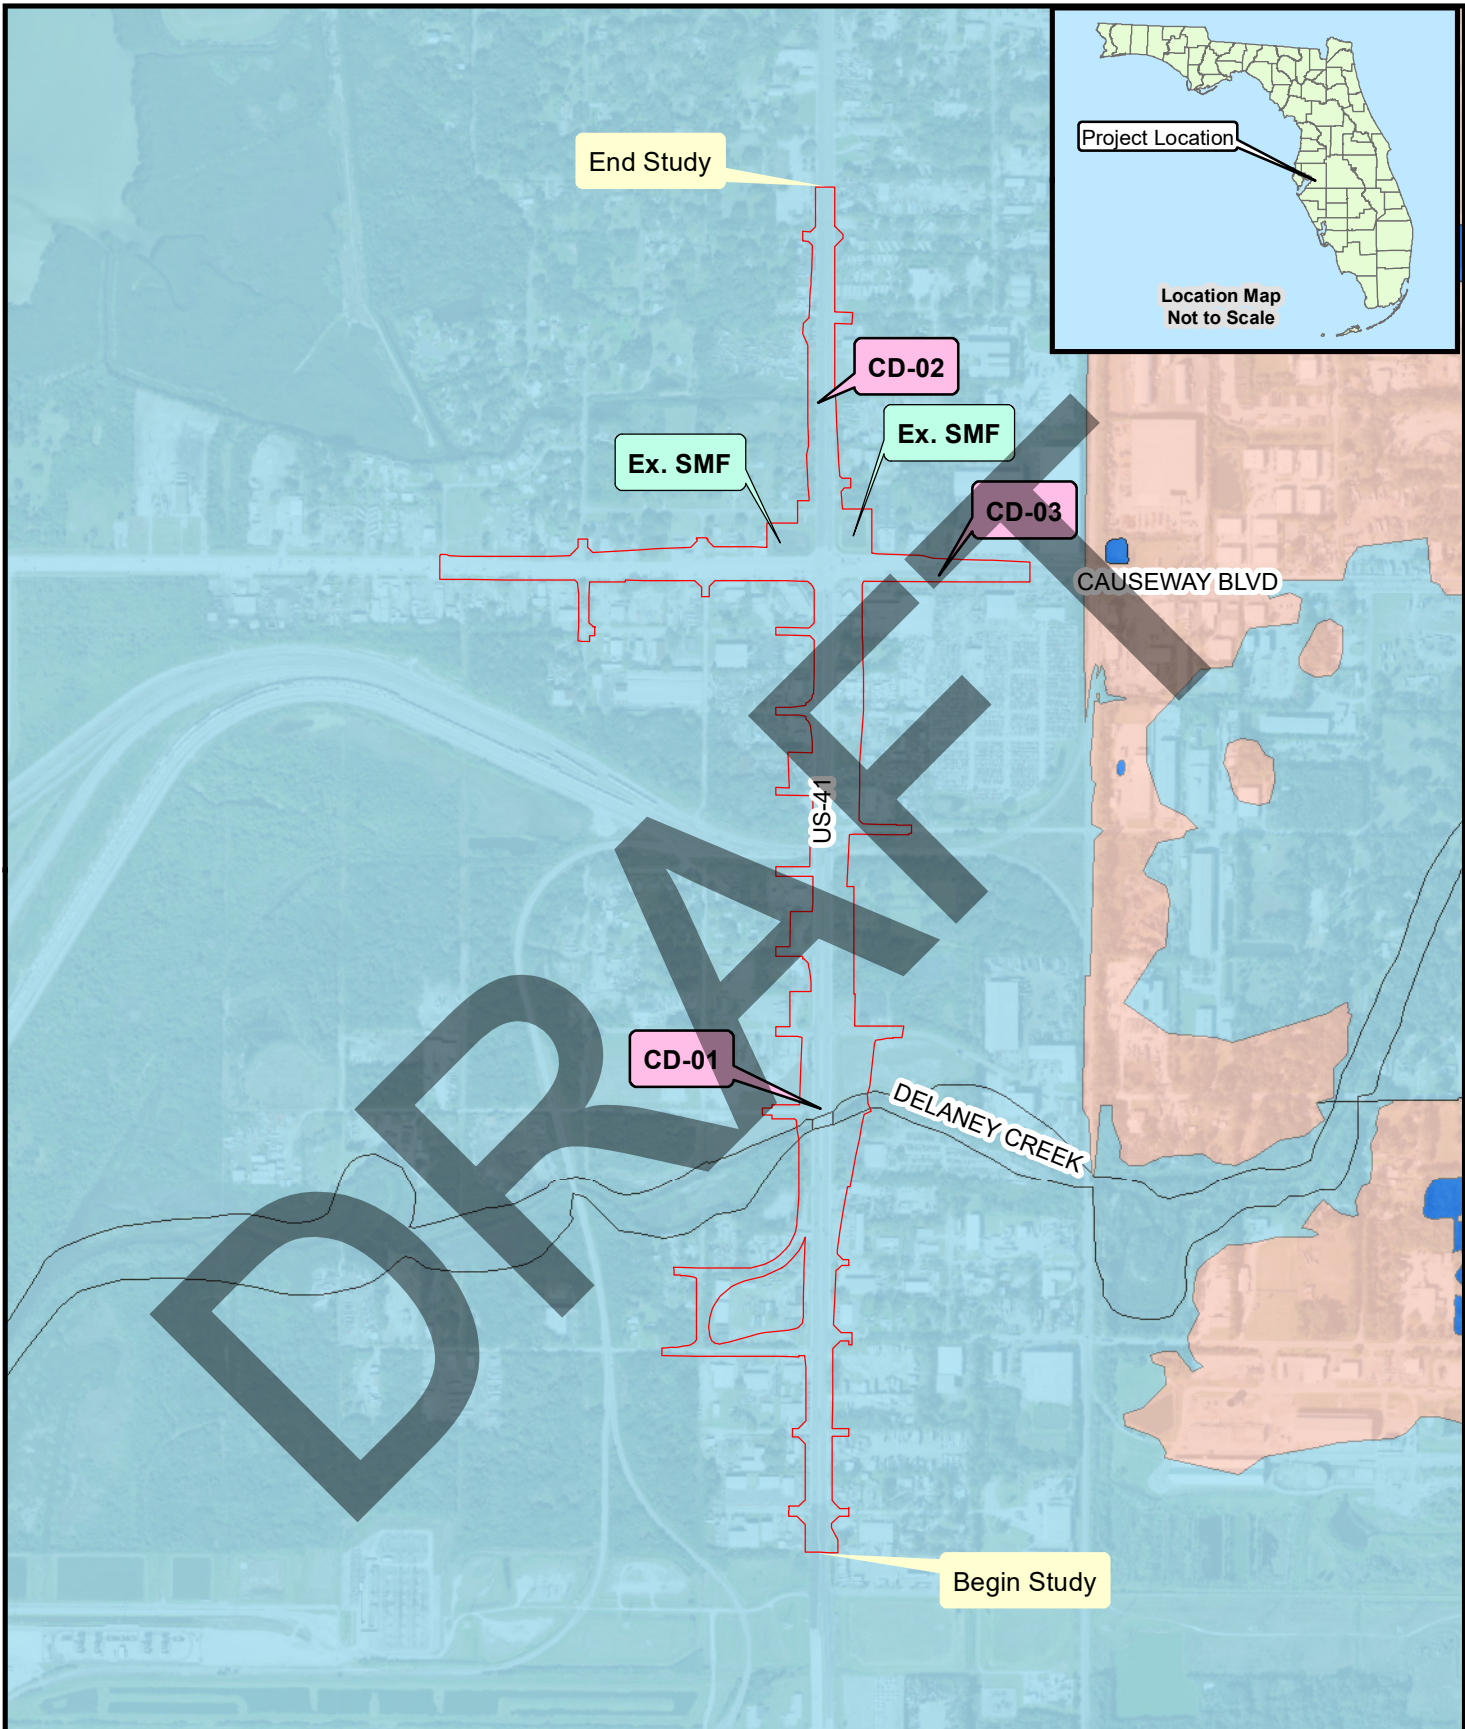 End Study
Project Location
Location Map
Not to Scale
CD-02
Ex. SMF
Ex. SMF
CD-03
CAUSEWAY BLVD
US-41
CD-01
DELANEY CREEK
Begin Study
DRAFT